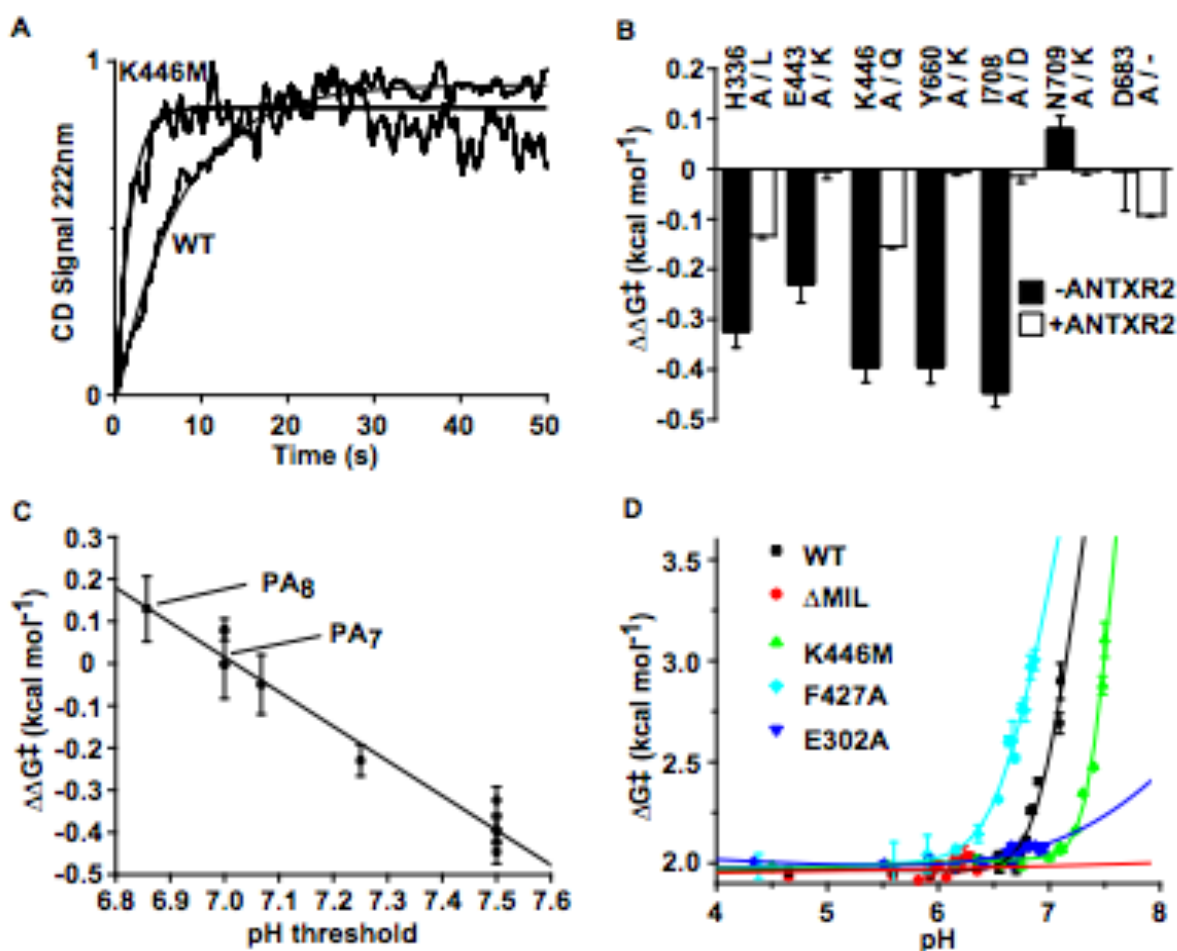 A
CD Signal 222nm
1
0
K446M
WT
0 10 20 30 40 50
Time (s)
B
ΔΔG‡ (kcal mol-1)
0.2
0.1
0
-0.1
-0.2
-0.3
-0.4
-0.5
H336 A / L
E443 A / K
K446 A / Q
Y660 A / K
I708 A / D
N709 A / K
D683 A / -
-ANTXR2
+ANTXR2
C
ΔΔG‡ (kcal mol-1)
0.3
0.2
0.1
0
-0.1
-0.2
-0.3
-0.4
-0.5
PA8
PA7
6.8 6.9 7.0 7.1 7.2 7.3 7.4 7.5 7.6
pH threshold
D
ΔG‡ (kcal mol-1)
3.5
3.0
2.5
2.0
WT
ΔMIL
K446M
F427A
E302A
4 5 6 7 8
pH